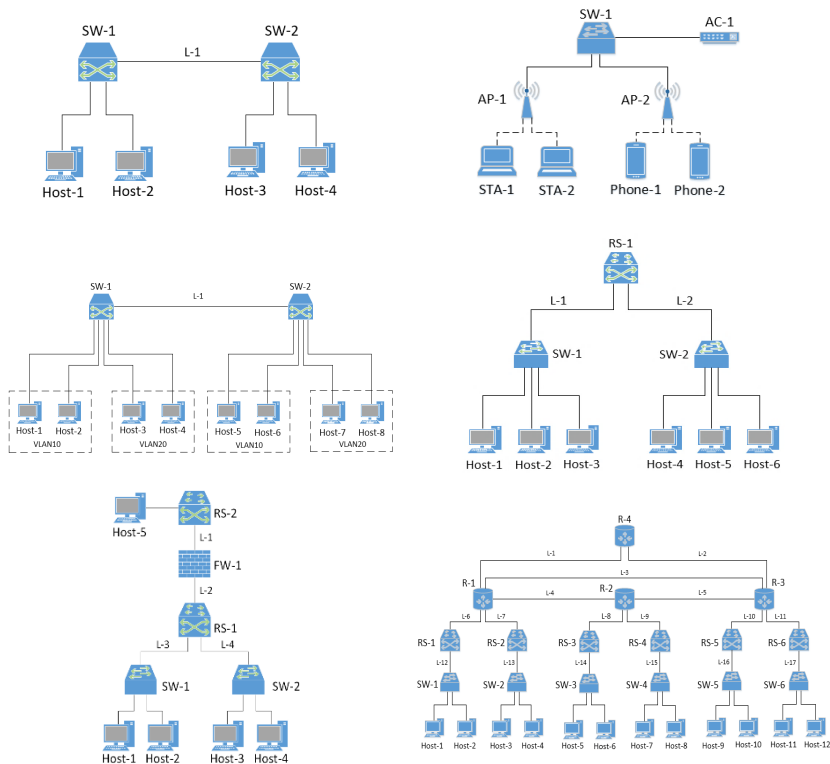 SW-1 SW-2
L-1
Host-1 Host-2 Host-3 Host-4
SW-1 AC-1
AP-1 AP-2
STA-1 STA-2 Phone-1 Phone-2
SW-1 SW-2
L-1
Host-1 Host-2 Host-3 Host-4 Host-5 Host-6 Host-7 Host-8
VLAN10 VLAN20 VLAN10 VLAN20
RS-1
L-1 L-2
SW-1 SW-2
Host-1 Host-2 Host-3 Host-4 Host-5 Host-6
RS-2
Host-5
L-1
FW-1
L-2
RS-1
L-3 L-4
SW-1 SW-2
Host-1 Host-2 Host-3 Host-4
R-4
L-1 L-2
L-3
R-1 R-2 R-3
L-4 L-5
L-6 L-7 L-8 L-9 L-10 L-11
RS-1 RS-2 RS-3 RS-4 RS-5 RS-6
L-12 L-13 L-14 L-15 L-16 L-17
SW-1 SW-2 SW-3 SW-4 SW-5 SW-6
Host-1 Host-2 Host-3 Host-4 Host-5 Host-6 Host-7 Host-8 Host-9 Host-10 Host-11 Host-12